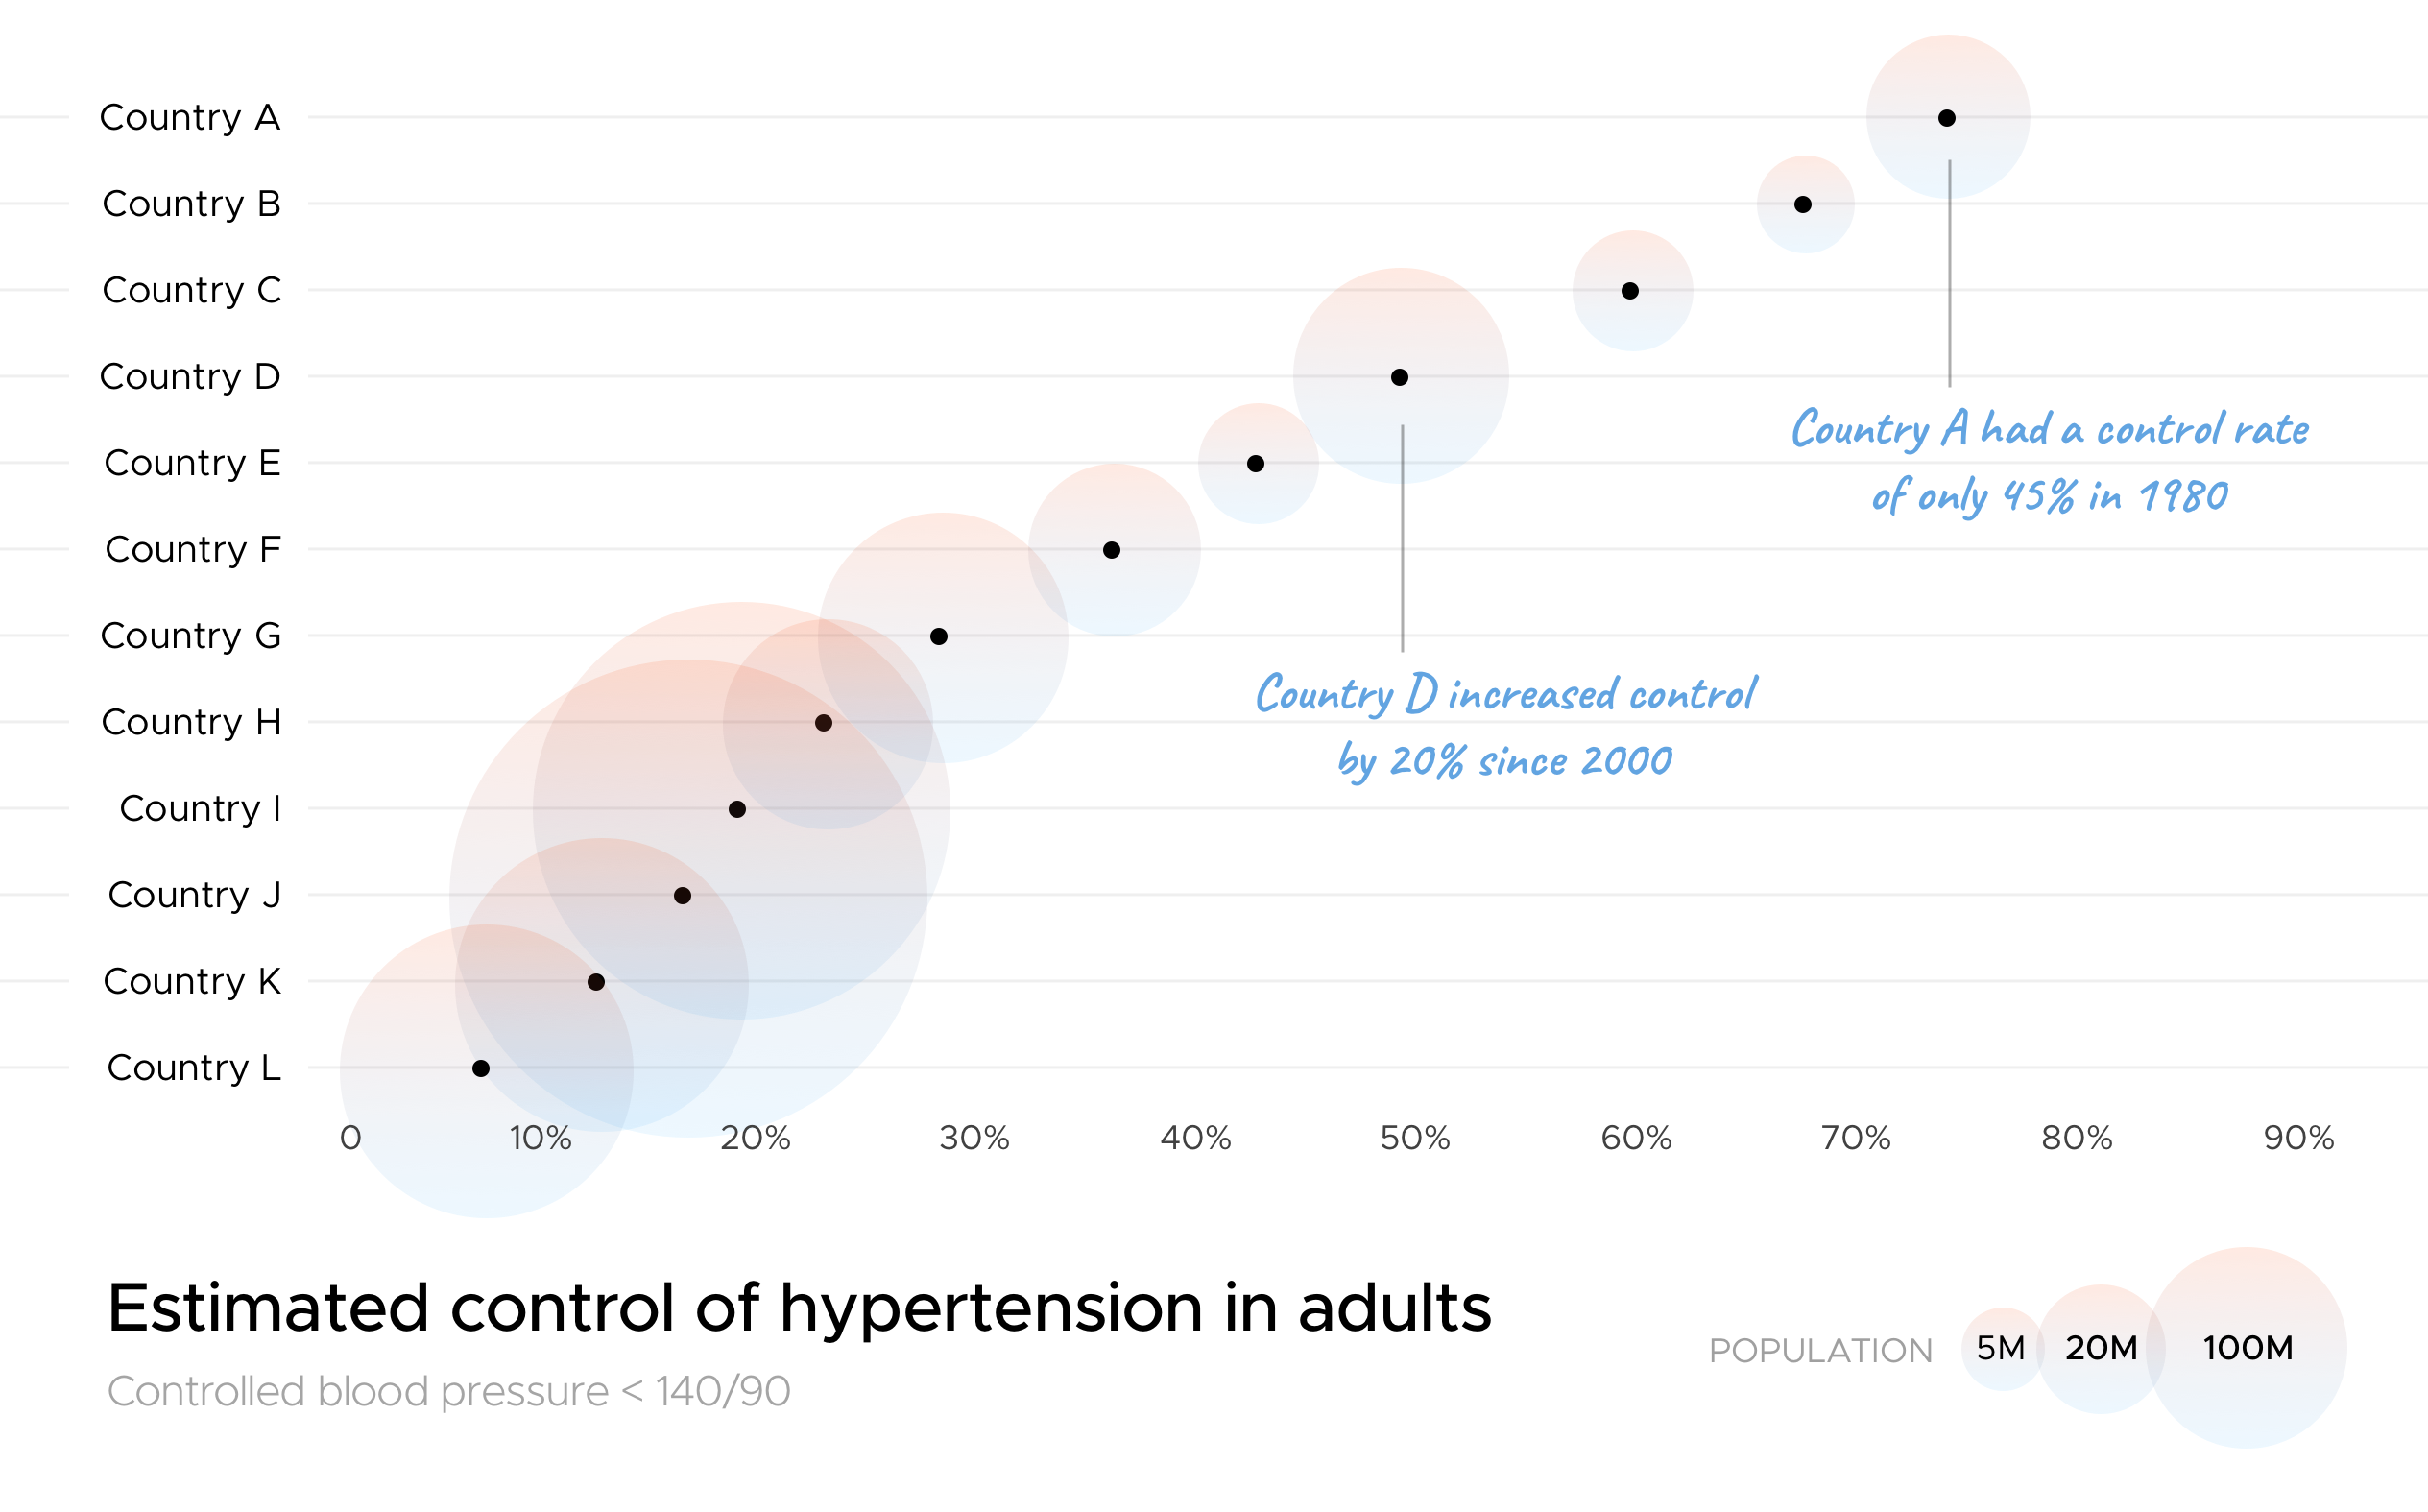 Country A
Country B
Country C
Country D
Country E
Country A had a control rate
of only 45% in 1980
Country F
Country G
Country D increased control
by 20% since 2000
Country H
Country I
Country J
Country K
Country L
0 10% 20% 30% 40% 50% 60% 70% 80% 90%
Estimated control of hypertension in adults
Controlled blood pressure < 140/90
POPULATION 5M 20M 100M